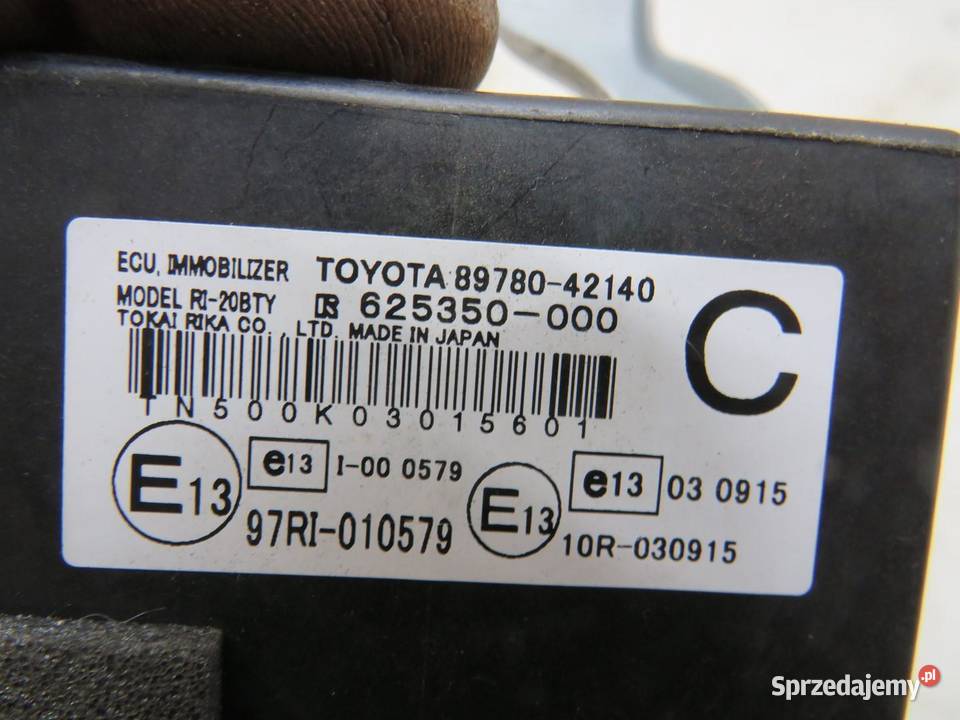 ECU, IMMOBILIZER TOYOTA 89780-42140
MODEL RI-20BTY 625350-000
TOKAI RIKA CO., LTD. MADE IN JAPAN
C
TN500K03015601
E13 e13 I-00 0579 E13 e13 03 0915
97RI-010579 10R-030915
Sprzedajemy.pl